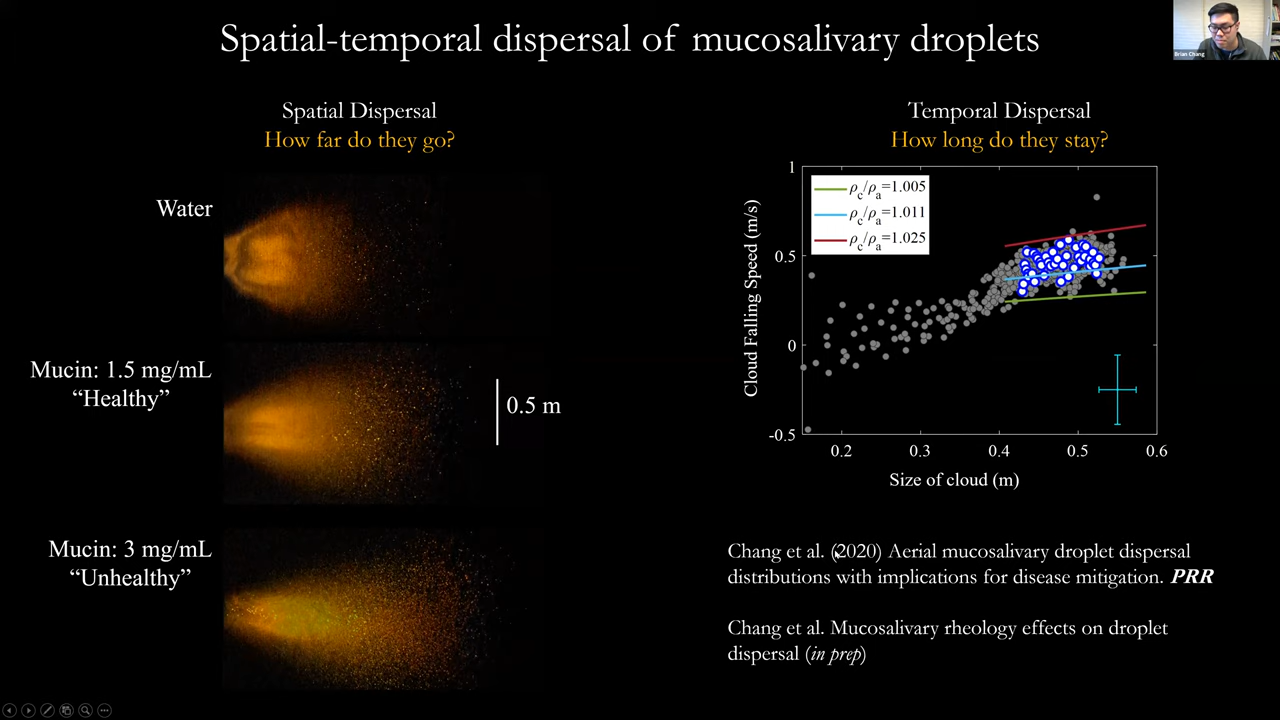 Spatial-temporal dispersal of mucosalivary droplets
Brian Chang
Spatial Dispersal
How far do they go?
Water
Mucin: 1.5 mg/mL
“Healthy”
0.5 m
Mucin: 3 mg/mL
“Unhealthy”
Temporal Dispersal
How long do they stay?
1
0.5
0
-0.5
Cloud Falling Speed (m/s)
ρc/ρa=1.005
ρc/ρa=1.011
ρc/ρa=1.025
0.2 0.3 0.4 0.5 0.6
Size of cloud (m)
Chang et al. (2020) Aerial mucosalivary droplet dispersal
distributions with implications for disease mitigation. PRR
Chang et al. Mucosalivary rheology effects on droplet
dispersal (in prep)